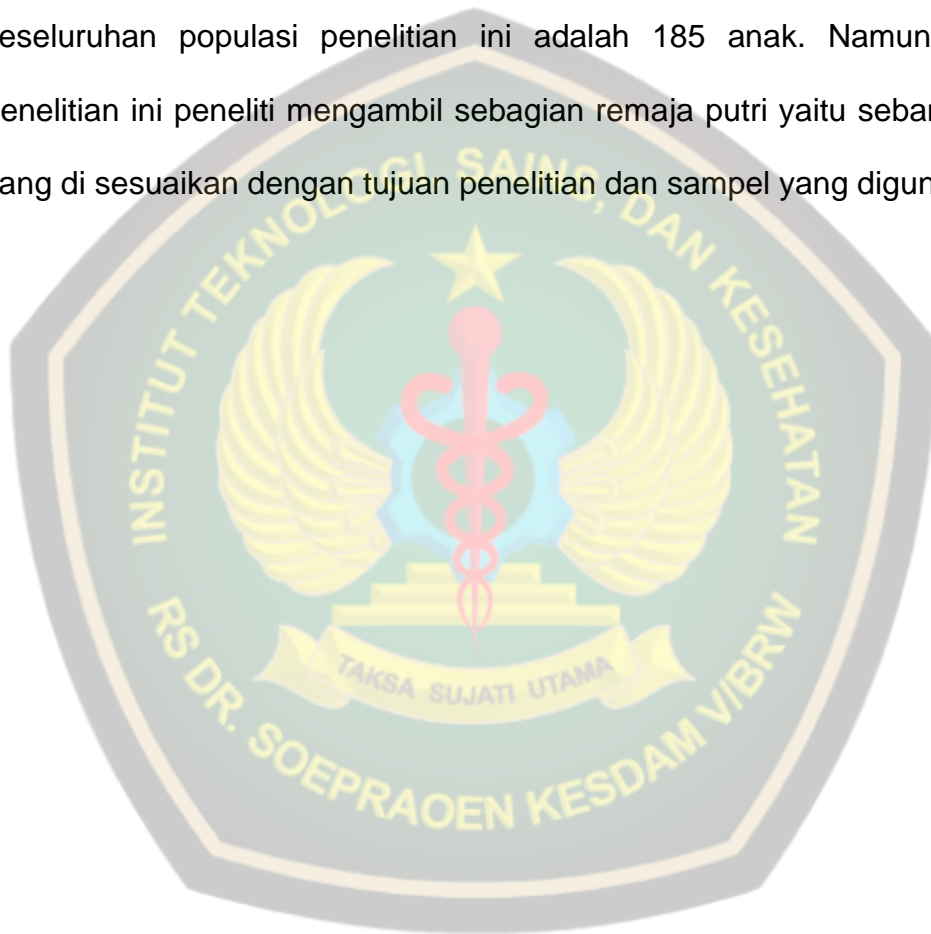 eseluruhan populasi penelitian ini adalah 185 anak. Namun
enelitian ini peneliti mengambil sebagian remaja putri yaitu sebar
ang di sesuaikan dengan tujuan penelitian dan sampel yang digun
INSTITUT TEKNOLOGI, SAINS, DAN KESEHATAN
TAKSA SUJATI UTAMA
RS DR. SOEPRAOEN KESDAM V/BRW